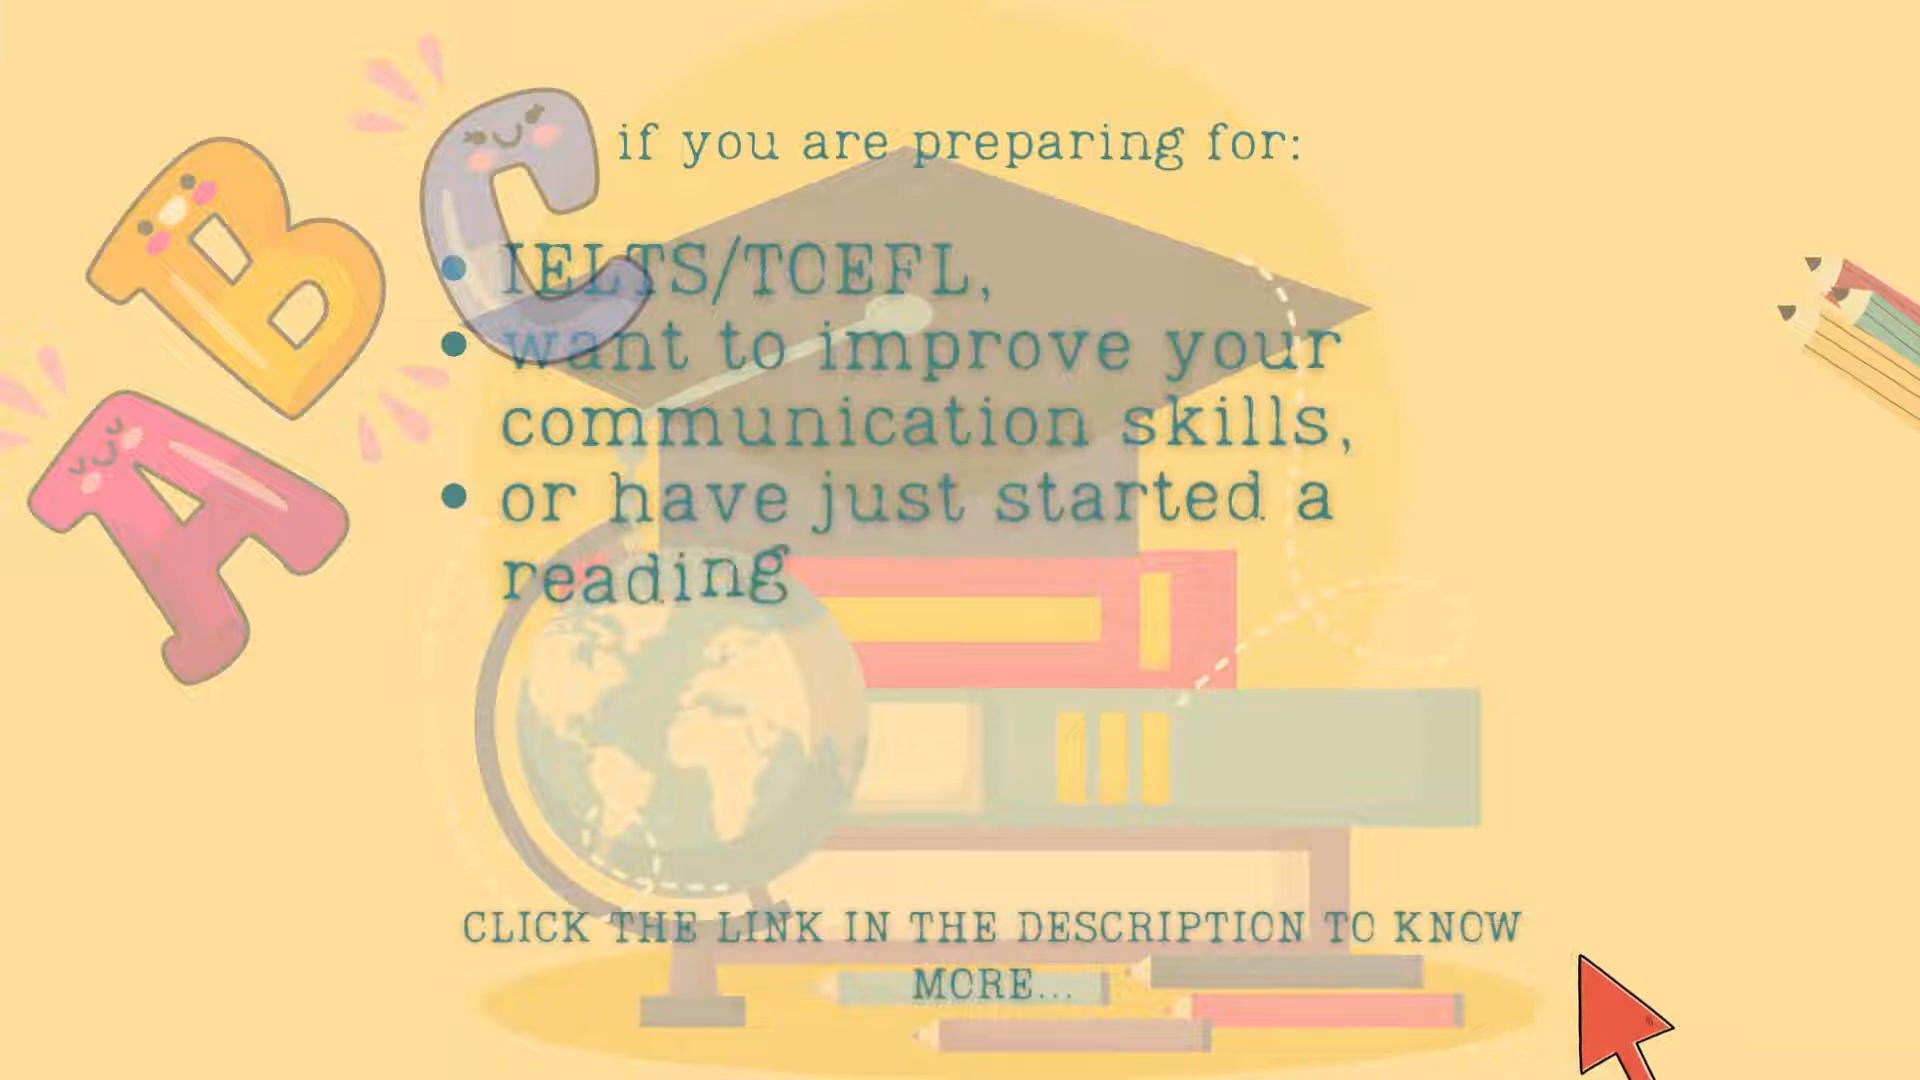 if you are preparing for:
IELTS/TOEFL,
want to improve your
communication skills,
or have just started a
reading
CLICK THE LINK IN THE DESCRIPTION TO KNOW
MORE...
A
B
C